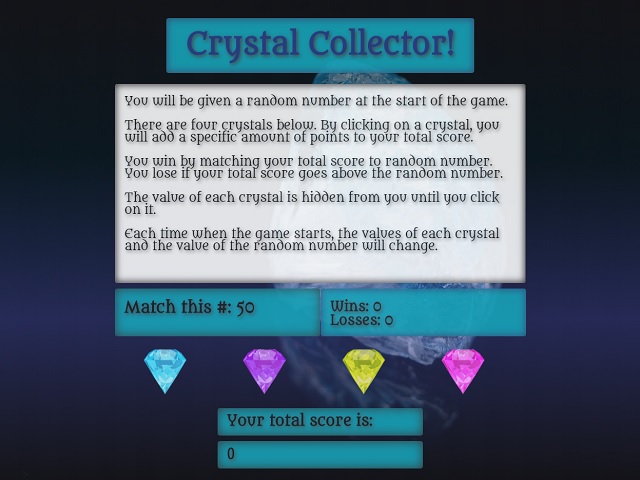 Crystal Collector!
You will be given a random number at the start of the game.
There are four crystals below. By clicking on a crystal, you
will add a specific amount of points to your total score.
You win by matching your total score to random number.
You lose if your total score goes above the random number.
The value of each crystal is hidden from you until you click
on it.
Each time when the game starts, the values of each crystal
and the value of the random number will change.
Match this #: 50
Wins: 0
Losses: 0
Your total score is:
0